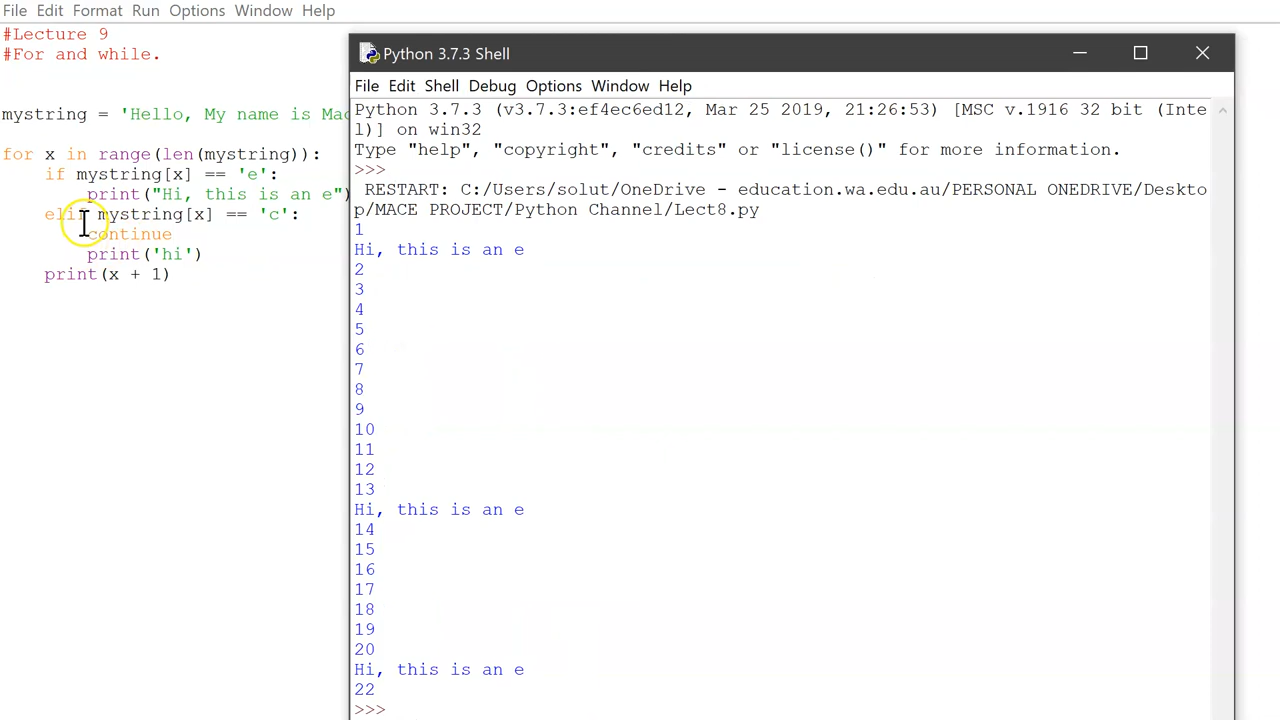 File Edit Format Run Options Window Help
#Lecture 9
#For and while.
mystring = 'Hello, My name is Mac
for x in range(len(mystring)):
if mystring[x] == 'e':
print("Hi, this is an e")
elif mystring[x] == 'c':
continue
print('hi')
print(x + 1)
Python 3.7.3 Shell
File Edit Shell Debug Options Window Help
Python 3.7.3 (v3.7.3:ef4ec6ed12, Mar 25 2019, 21:26:53) [MSC v.1916 32 bit (Inte
l)] on win32
Type "help", "copyright", "credits" or "license()" for more information.
>>>
RESTART: C:/Users/solut/OneDrive - education.wa.edu.au/PERSONAL ONEDRIVE/Deskto
p/MACE PROJECT/Python Channel/Lect8.py
1
Hi, this is an e
2
3
4
5
6
7
8
9
10
11
12
13
Hi, this is an e
14
15
16
17
18
19
20
Hi, this is an e
22
>>>